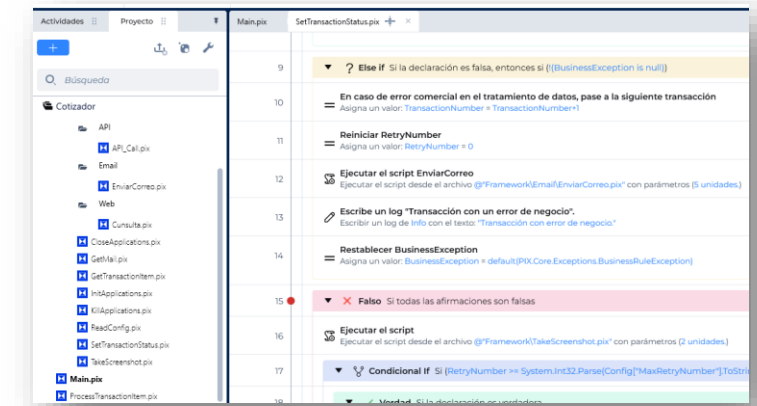 Actividades
Proyecto
Main.pix
SetTransactionStatus.pix
Búsqueda
Cotizador
API
API_Call.pix
Email
EnviarCorreo.pix
Web
Cunsulta.pix
CloseApplications.pix
GetMail.pix
GetTransactionItem.pix
InitApplications.pix
KillApplications.pix
ReadConfig.pix
SetTransactionStatus.pix
TakeScreenshot.pix
Main.pix
ProcessTransactionItem.pix
9
Else if Si la declaración es falsa, entonces si (!(BusinessException is null))
10
En caso de error comercial en el tratamiento de datos, pase a la siguiente transacción
Asigna un valor: TransactionNumber = TransactionNumber+1
11
Reiniciar RetryNumber
Asigna un valor: RetryNumber = 0
12
Ejecutar el script EnviarCorreo
Ejecutar el script desde el archivo @"Framework\Email\EnviarCorreo.pix" con parámetros (5 unidades.)
13
Escribe un log "Transacción con un error de negocio".
Escribir un log de Info con el texto: "Transacción con error de negocio."
14
Restablecer BusinessException
Asigna un valor: BusinessException = default(PIX.Core.Exceptions.BusinessRuleException)
15
Falso Si todas las afirmaciones son falsas
16
Ejecutar el script
Ejecutar el script desde el archivo @"Framework\TakeScreenshot.pix" con parámetros (2 unidades.)
17
Condicional If Si (RetryNumber >= System.Int32.Parse(Config["MaxRetryNumber"].ToStri
18
Verdad Si la declaración es verdadera